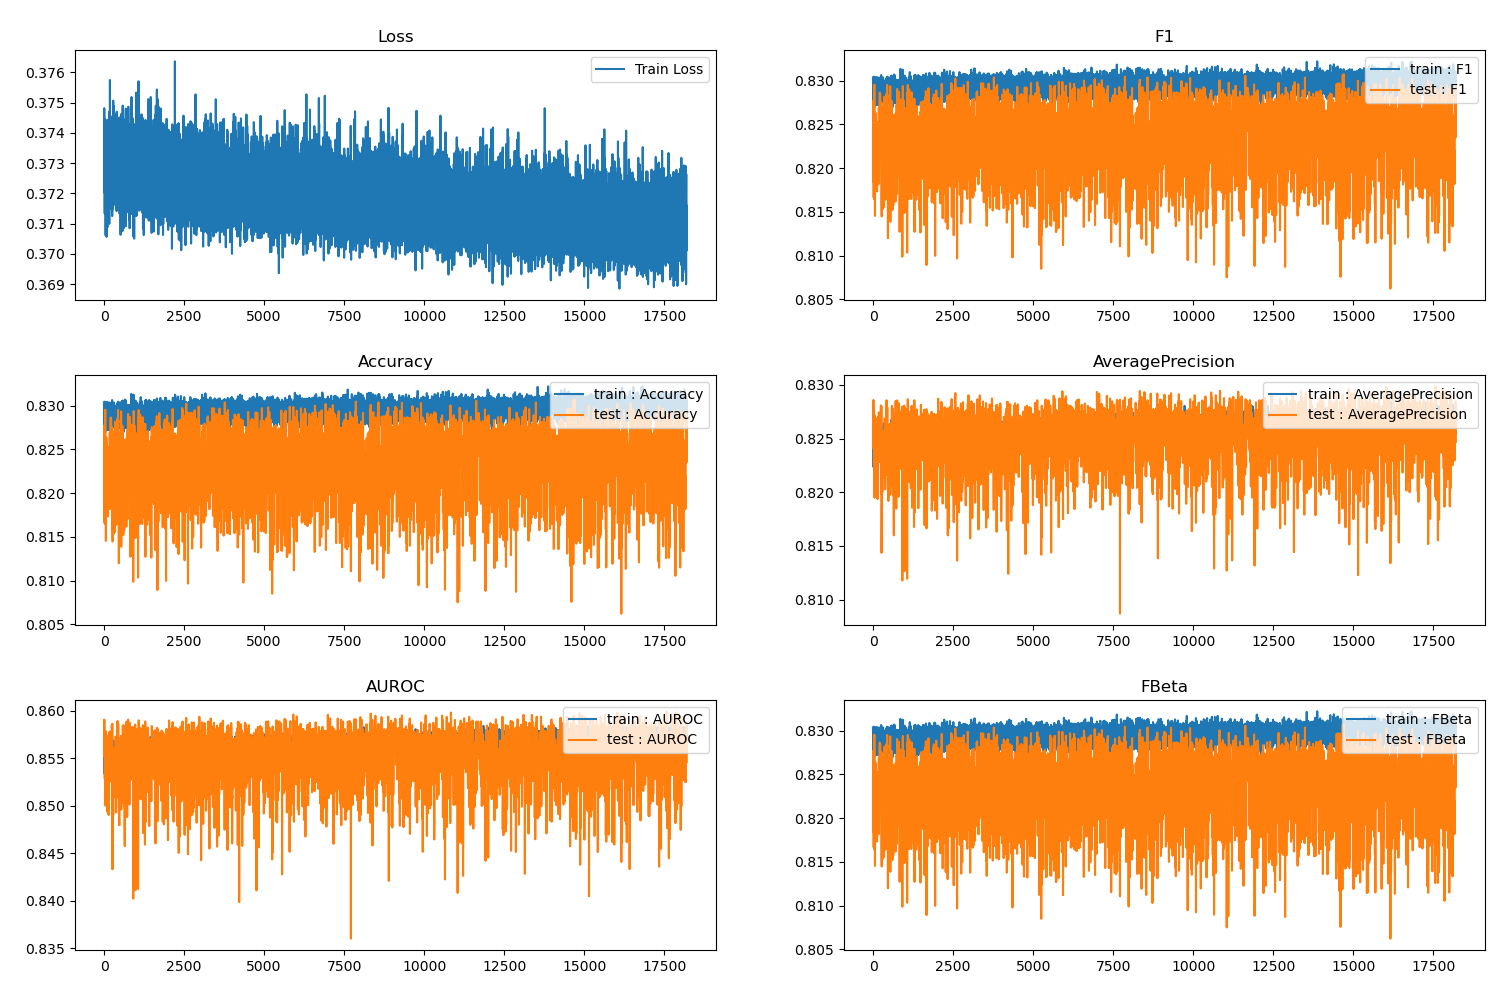 Loss
0.376
0.375
0.374
0.373
0.372
0.371
0.370
0.369
Train Loss
0 2500 5000 7500 10000 12500 15000 17500
F1
0.830
0.825
0.820
0.815
0.810
0.805
train : F1
test : F1
0 2500 5000 7500 10000 12500 15000 17500
Accuracy
0.830
0.825
0.820
0.815
0.810
0.805
train : Accuracy
test : Accuracy
0 2500 5000 7500 10000 12500 15000 17500
AveragePrecision
0.830
0.825
0.820
0.815
0.810
train : AveragePrecision
test : AveragePrecision
0 2500 5000 7500 10000 12500 15000 17500
AUROC
0.860
0.855
0.850
0.845
0.840
0.835
train : AUROC
test : AUROC
0 2500 5000 7500 10000 12500 15000 17500
FBeta
0.830
0.825
0.820
0.815
0.810
0.805
train : FBeta
test : FBeta
0 2500 5000 7500 10000 12500 15000 17500